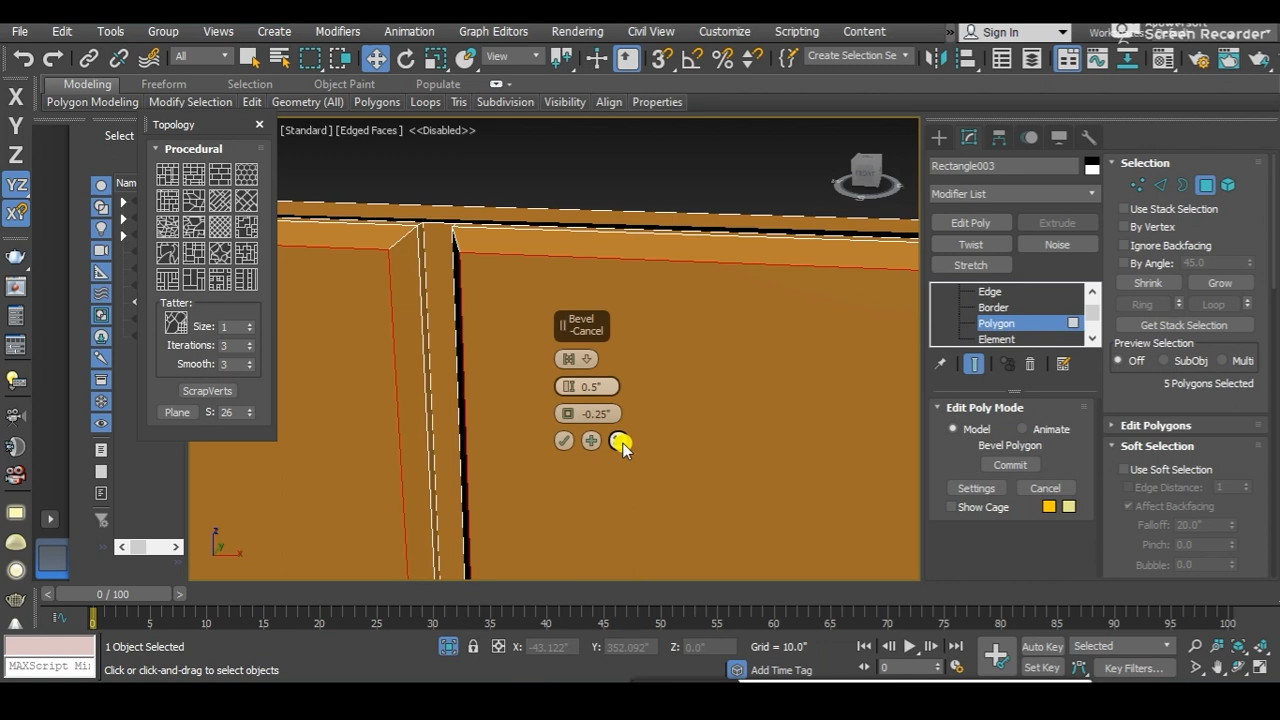 File Edit Tools Group Views Create Modifiers Animation Graph Editors Rendering Civil View Customize Scripting Content » Sign In
Screen Recorder
All View Create Selection Se
Modeling Freeform Selection Object Paint Populate
Polygon Modeling Modify Selection Edit Geometry (All) Polygons Loops Tris Subdivision Visibility Align Properties
X
Y
Z
YZ
XY
Select
Nam
Topology
Procedural
Tatter:
Size: 1
Iterations: 3
Smooth: 3
ScrapVerts
Plane S: 26
[Standard ] [Edged Faces ] <<Disabled>>
FRONT
Bevel
-Cancel
0.5"
-0.25"
z
y
x
Rectangle003
Modifier List
Edit Poly Extrude
Twist Noise
Stretch
Edge
Border
Polygon
Element
Edit Poly Mode
Model Animate
Bevel Polygon
Commit
Settings Cancel
Show Cage
Selection
Use Stack Selection
By Vertex
Ignore Backfacing
By Angle: 45.0
Shrink Grow
Ring Loop
Get Stack Selection
Preview Selection
Off SubObj Multi
5 Polygons Selected
Edit Polygons
Soft Selection
Use Soft Selection
Edge Distance: 1
Affect Backfacing
Falloff: 20.0"
Pinch: 0.0
Bubble: 0.0
< 0 / 100 >
0 5 10 15 20 25 30 35 40 45 50 55 60 65 70 75 80 85 90 95 100
1 Object Selected X: -43.122" Y: 352.092" Z: 0.0" Grid = 10.0" Auto Key Selected
MAXScript Mi Click or click-and-drag to select objects Add Time Tag 0 Set Key Key Filters...